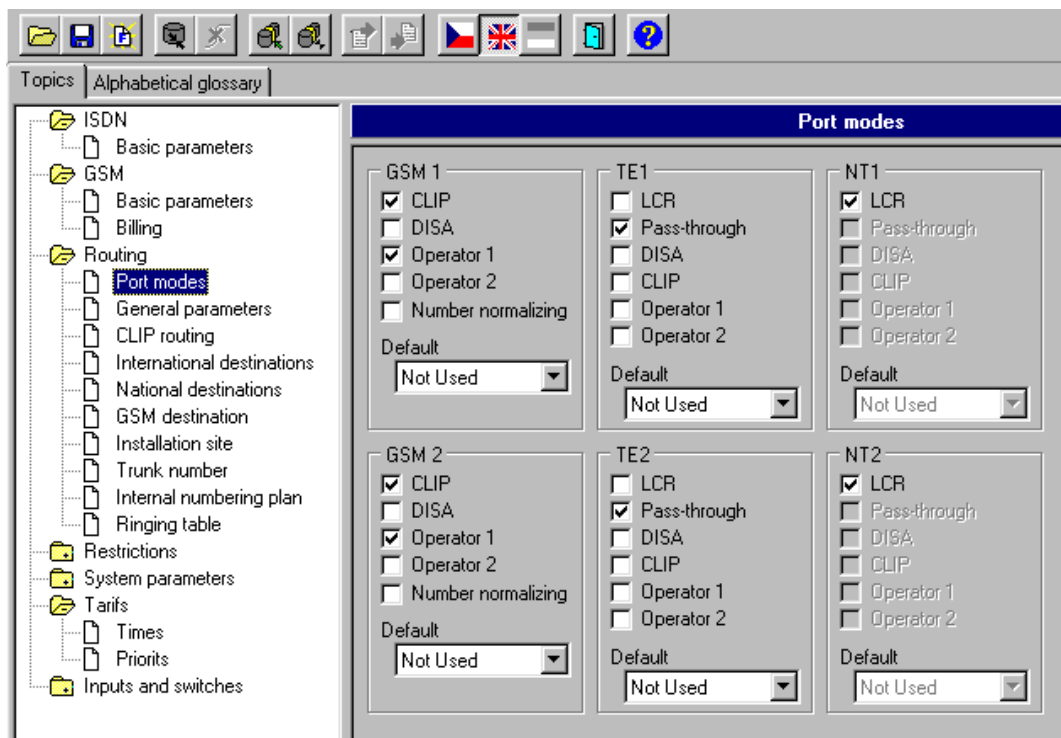 Topics
Alphabetical glossary
ISDN
Basic parameters
GSM
Basic parameters
Billing
Routing
Port modes
General parameters
CLIP routing
International destinations
National destinations
GSM destination
Installation site
Trunk number
Internal numbering plan
Ringing table
Restrictions
System parameters
Tarifs
Times
Priorits
Inputs and switches
Port modes
GSM 1
CLIP
DISA
Operator 1
Operator 2
Number normalizing
Default
Not Used
TE1
LCR
Pass-through
DISA
CLIP
Operator 1
Operator 2
Default
Not Used
NT1
LCR
Pass-through
DISA
CLIP
Operator 1
Operator 2
Default
Not Used
GSM 2
CLIP
DISA
Operator 1
Operator 2
Number normalizing
Default
Not Used
TE2
LCR
Pass-through
DISA
CLIP
Operator 1
Operator 2
Default
Not Used
NT2
LCR
Pass-through
DISA
CLIP
Operator 1
Operator 2
Default
Not Used